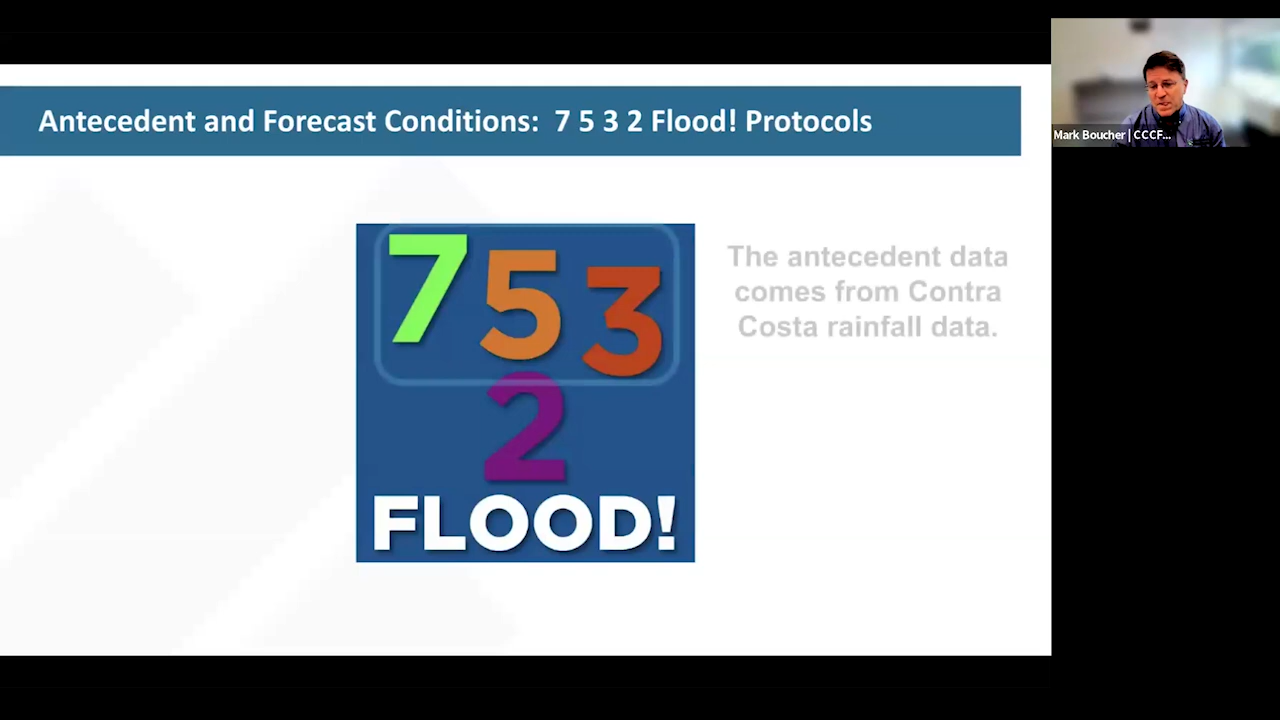 Antecedent and Forecast Conditions: 7 5 3 2 Flood! Protocols
Mark Boucher | CCCF...
7 5 3
2
FLOOD!
The antecedent data
comes from Contra
Costa rainfall data.